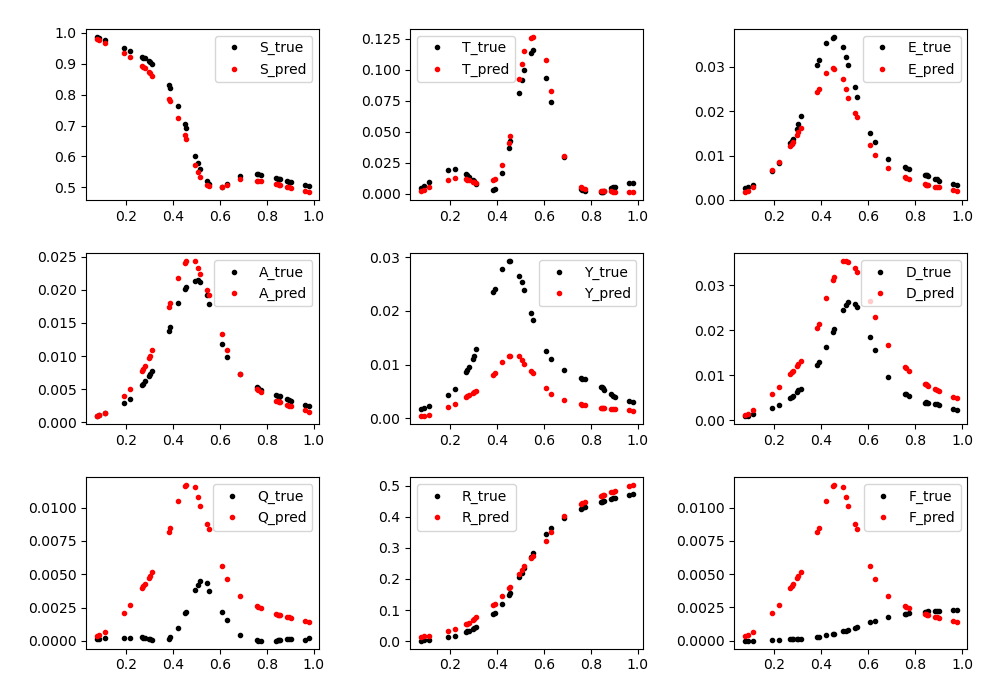 1.0
0.9
0.8
0.7
0.6
0.5
S_true
S_pred
0.2 0.4 0.6 0.8 1.0
0.125
0.100
0.075
0.050
0.025
0.000
T_true
T_pred
0.2 0.4 0.6 0.8 1.0
0.03
0.02
0.01
0.00
E_true
E_pred
0.2 0.4 0.6 0.8 1.0
0.025
0.020
0.015
0.010
0.005
0.000
A_true
A_pred
0.2 0.4 0.6 0.8 1.0
0.03
0.02
0.01
0.00
Y_true
Y_pred
0.2 0.4 0.6 0.8 1.0
0.03
0.02
0.01
0.00
D_true
D_pred
0.2 0.4 0.6 0.8 1.0
0.0100
0.0075
0.0050
0.0025
0.0000
Q_true
Q_pred
0.2 0.4 0.6 0.8 1.0
0.5
0.4
0.3
0.2
0.1
0.0
R_true
R_pred
0.2 0.4 0.6 0.8 1.0
0.0100
0.0075
0.0050
0.0025
0.0000
F_true
F_pred
0.2 0.4 0.6 0.8 1.0